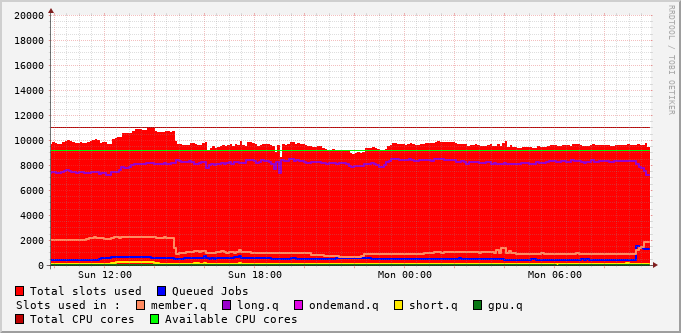 RRDTOOL / TOBI OETIKER
20000
18000
16000
14000
12000
10000
8000
6000
4000
2000
0
Sun 12:00 Sun 18:00 Mon 00:00 Mon 06:00
Total slots used Queued Jobs
Slots used in : member.q long.q ondemand.q short.q gpu.q
Total CPU cores Available CPU cores